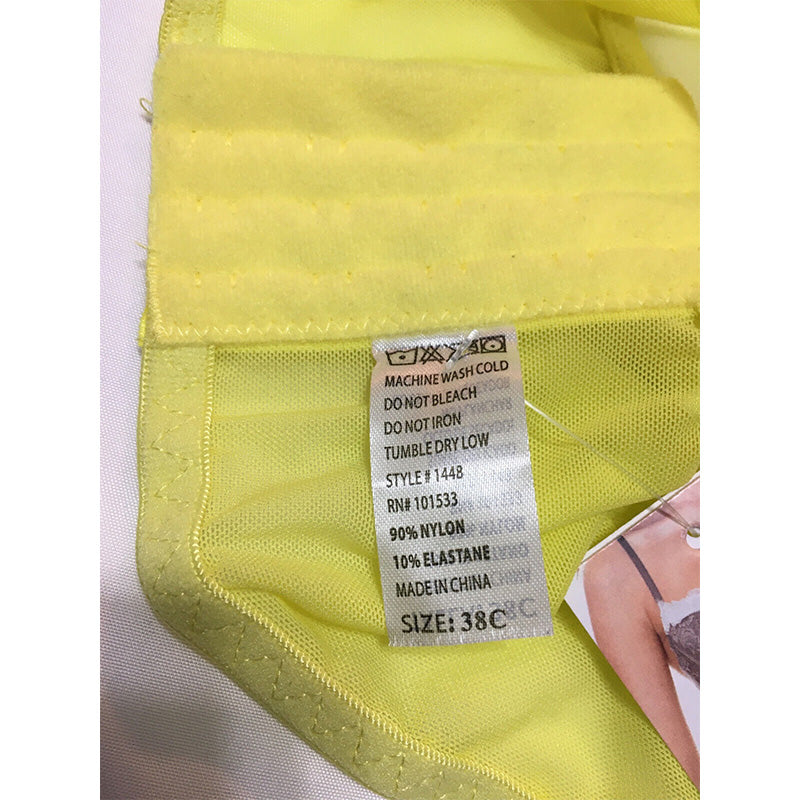 MACHINE WASH COLD
DO NOT BLEACH
DO NOT IRON
TUMBLE DRY LOW
STYLE # 1448
RN# 101533
90% NYLON
10% ELASTANE
MADE IN CHINA
SIZE: 38C